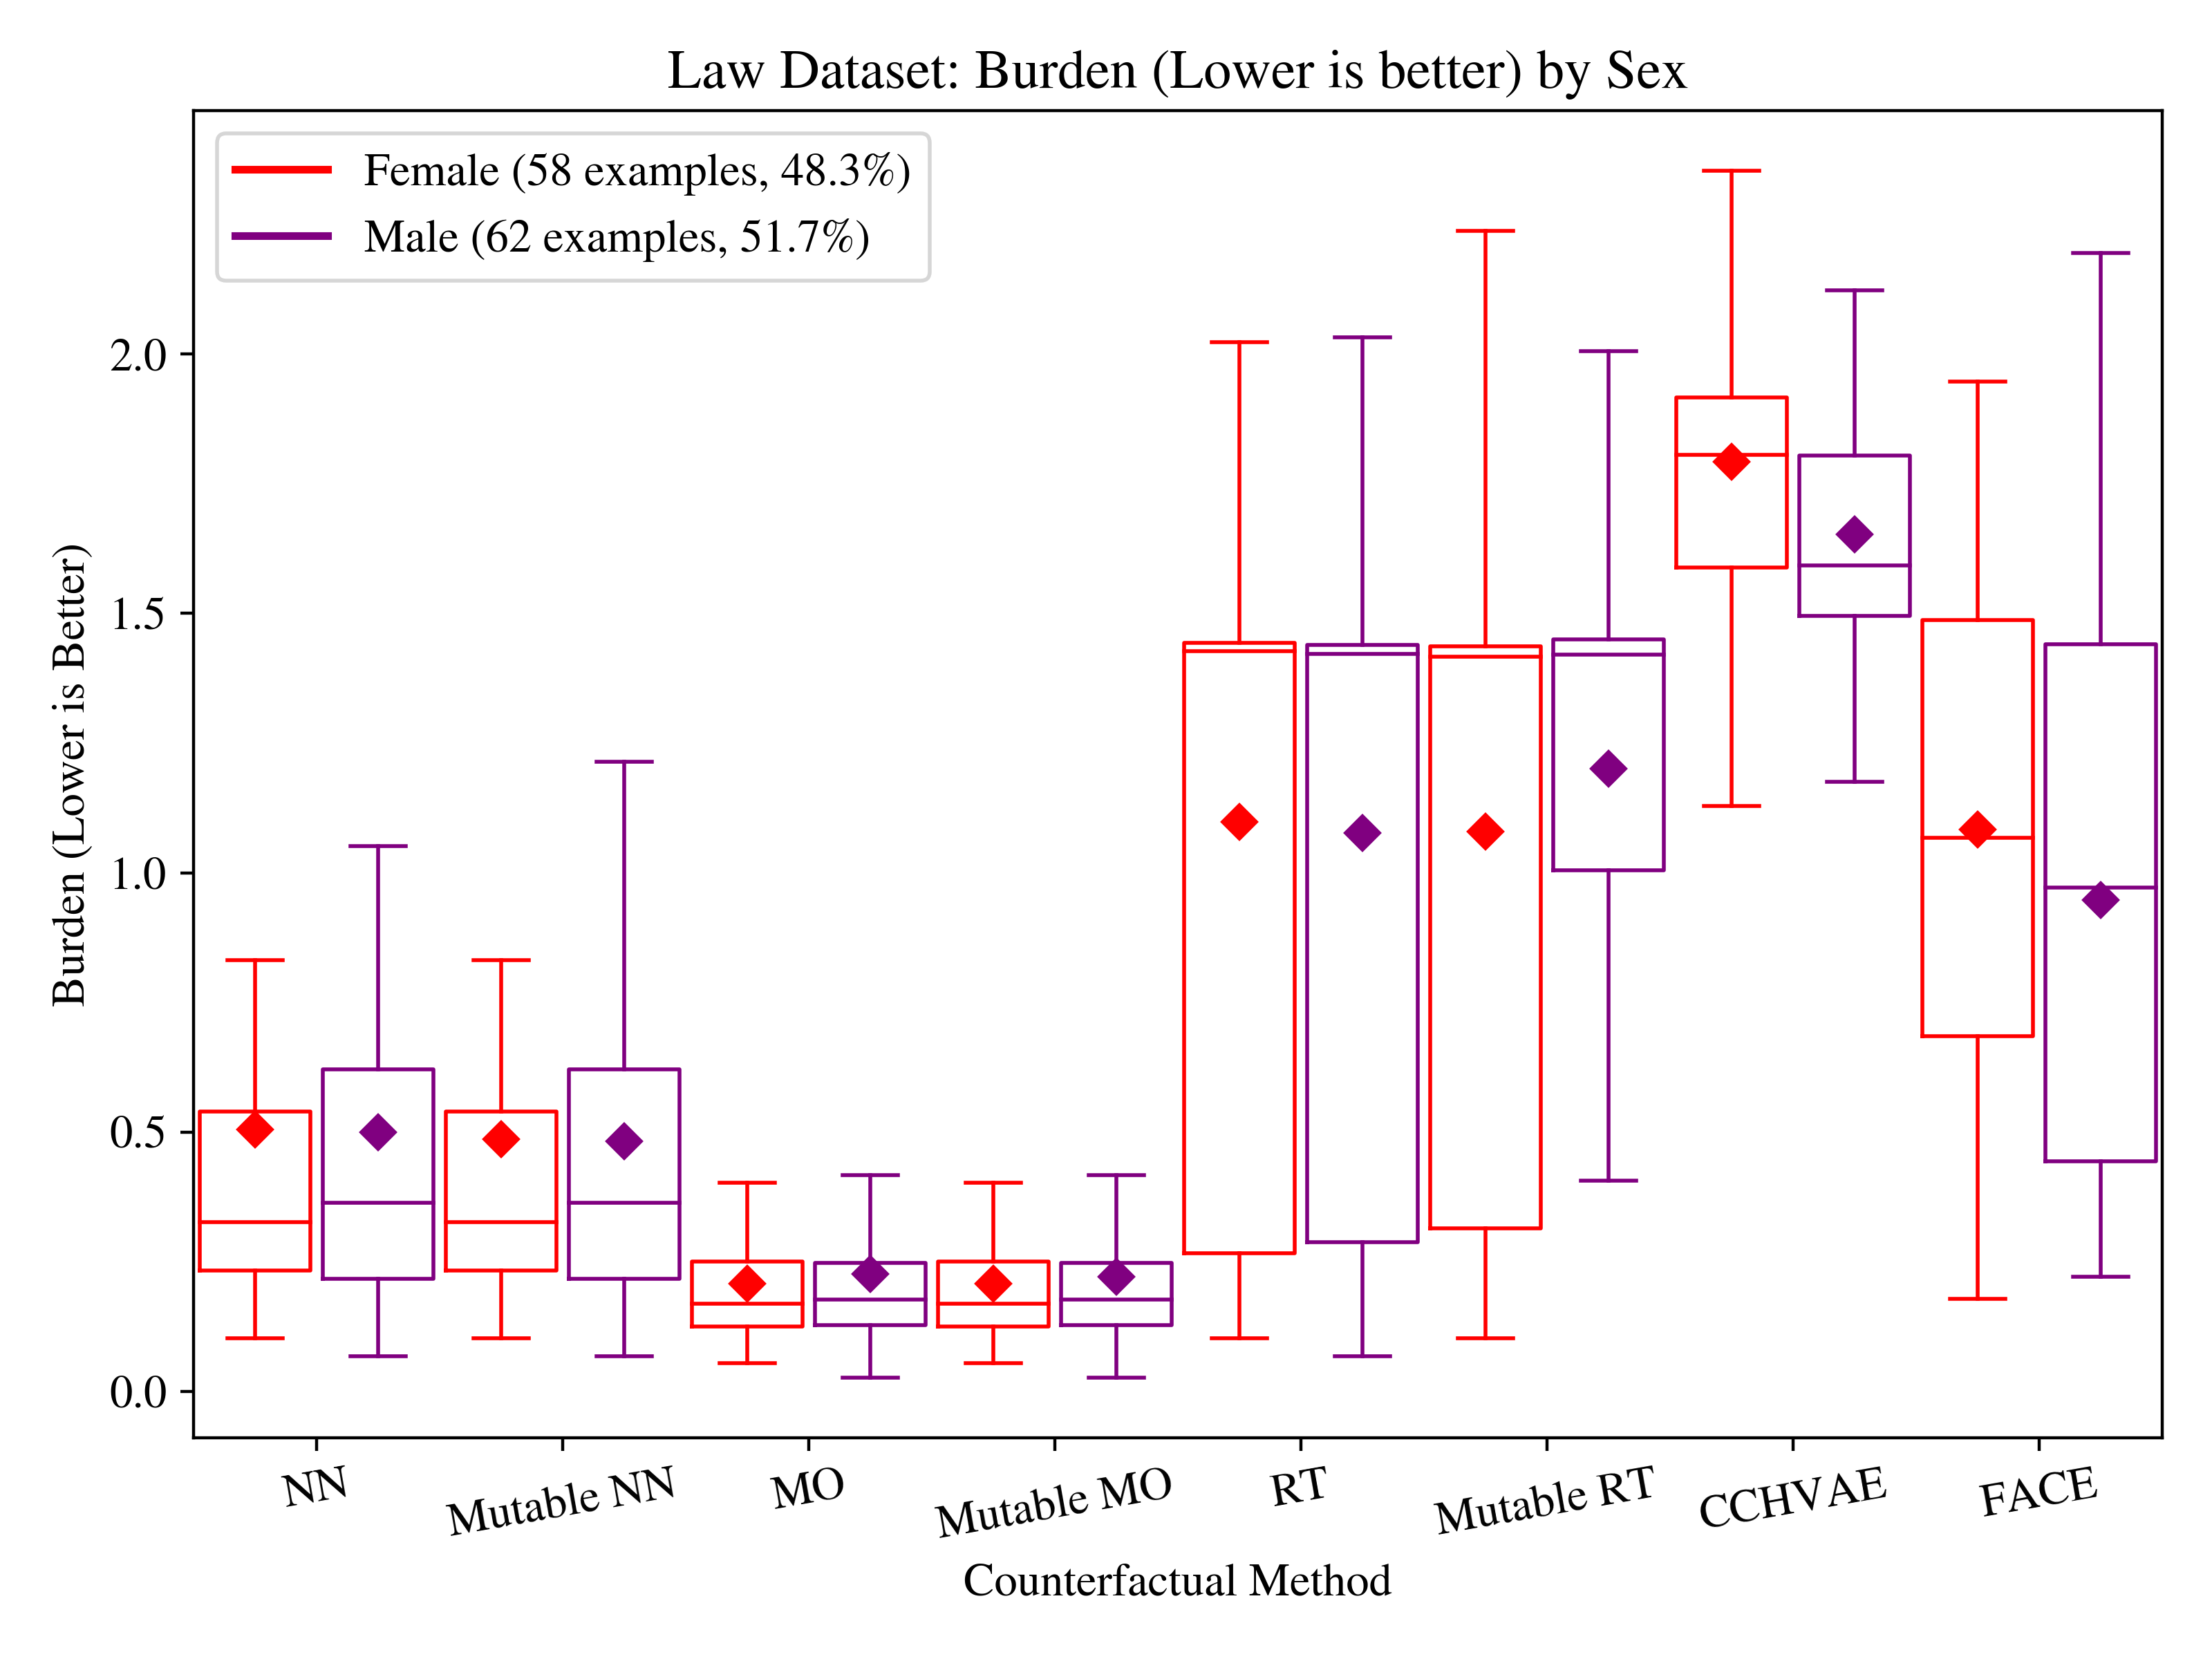 Law Dataset: Burden (Lower is better) by Sex
Female (58 examples, 48.3%)
Male (62 examples, 51.7%)
Burden (Lower is Better)
2.0
1.5
1.0
0.5
0.0
NN
Mutable NN
MO
Mutable MO
RT
Mutable RT
CCHVAE
FACE
Counterfactual Method